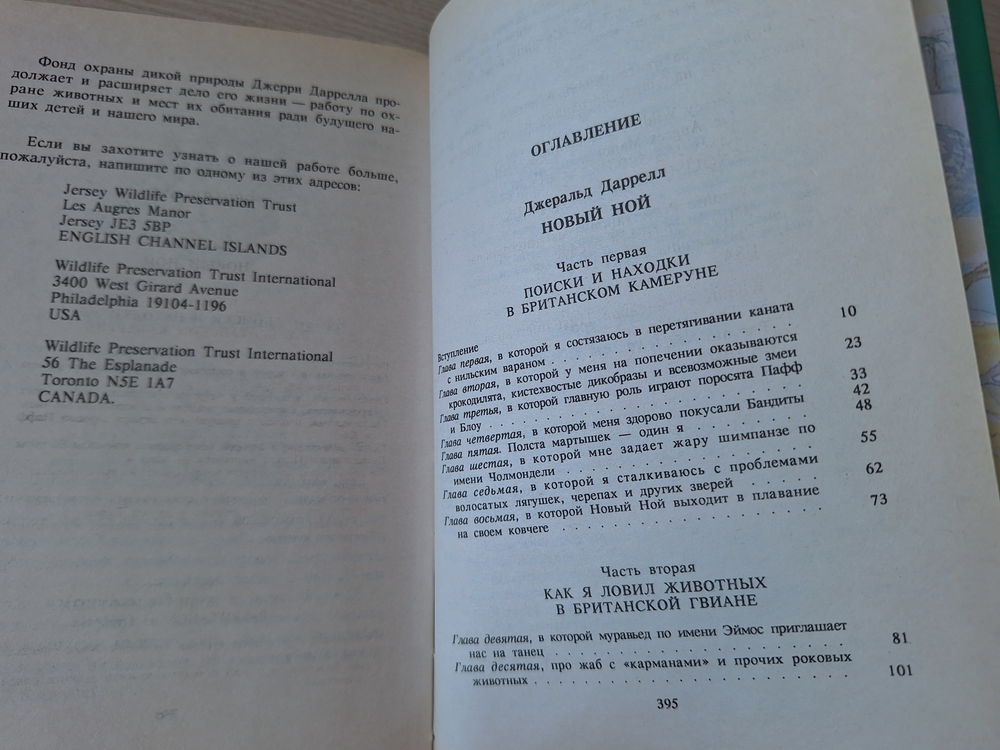 Фонд охраны дикой природы Джерри Даррелла про-
должает и расширяет дело его жизни — работу по ох-
ране животных и мест их обитания ради будущего на-
ших детей и нашего мира.
Если вы захотите узнать о нашей работе больше,
пожалуйста, напишите по одному из этих адресов:
Jersey Wildlife Preservation Trust
Les Augres Manor
Jersey JE3 5BP
ENGLISH CHANNEL ISLANDS
Wildlife Preservation Trust International
3400 West Girard Avenue
Philadelphia 19104-1196
USA
Wildlife Preservation Trust International
56 The Esplanade
Toronto N5E 1A7
CANADA.
ОГЛАВЛЕНИЕ
Джеральд Даррелл
НОВЫЙ НОЙ
Часть первая
ПОИСКИ И НАХОДКИ
В БРИТАНСКОМ КАМЕРУНЕ
Вступление
Глава первая, в которой я состязаюсь в перетягивании каната
с нильским вараном . . . . . . . . . . . . . . 10
Глава вторая, в которой у меня на попечении оказываются
крокодилята, кистехвостые дикобразы и всевозможные змеи 23
Глава третья, в которой главную роль играют поросята Пафф
и Блоу . . . . . . . . . . . . . . 33
Глава четвертая, в которой меня здорово покусали Бандиты 42
Глава пятая. Полста мартышек — один я . . . . . . . 48
Глава шестая, в которой мне задает жару шимпанзе по
имени Чолмондели . . . . . . . . . . . . . . 55
Глава седьмая, в которой я сталкиваюсь с проблемами
волосатых лягушек, черепах и других зверей . . . . . 62
Глава восьмая, в которой Новый Ной выходит в плавание
на своем ковчеге . . . . . . . . . . . . . . 73
Часть вторая
КАК Я ЛОВИЛ ЖИВОТНЫХ
В БРИТАНСКОЙ ГВИАНЕ
Глава девятая, в которой муравьед по имени Эймос приглашает
нас на танец . . . . . . . . . . . . . . 81
Глава десятая, про жаб с «карманами» и прочих роковых
животных . . . . . . . . . . . . . . 101
395